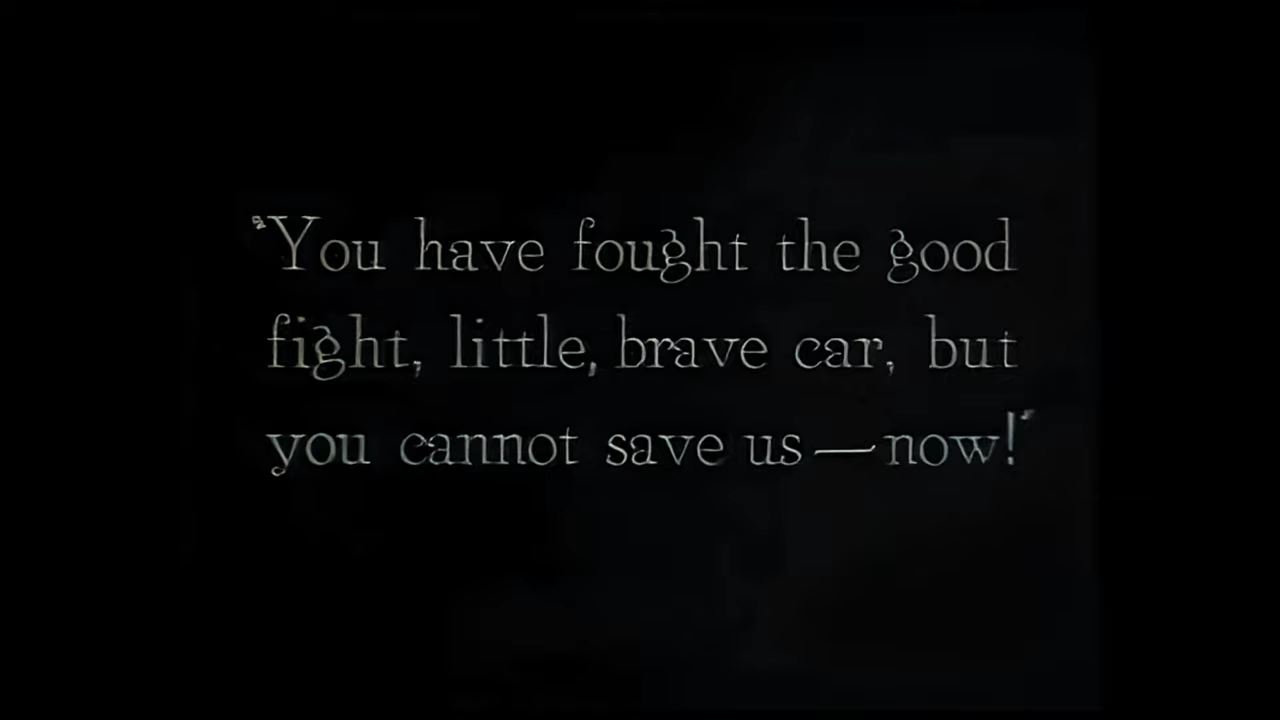 "You have fought the good
fight, little, brave car, but
you cannot save us—now!"